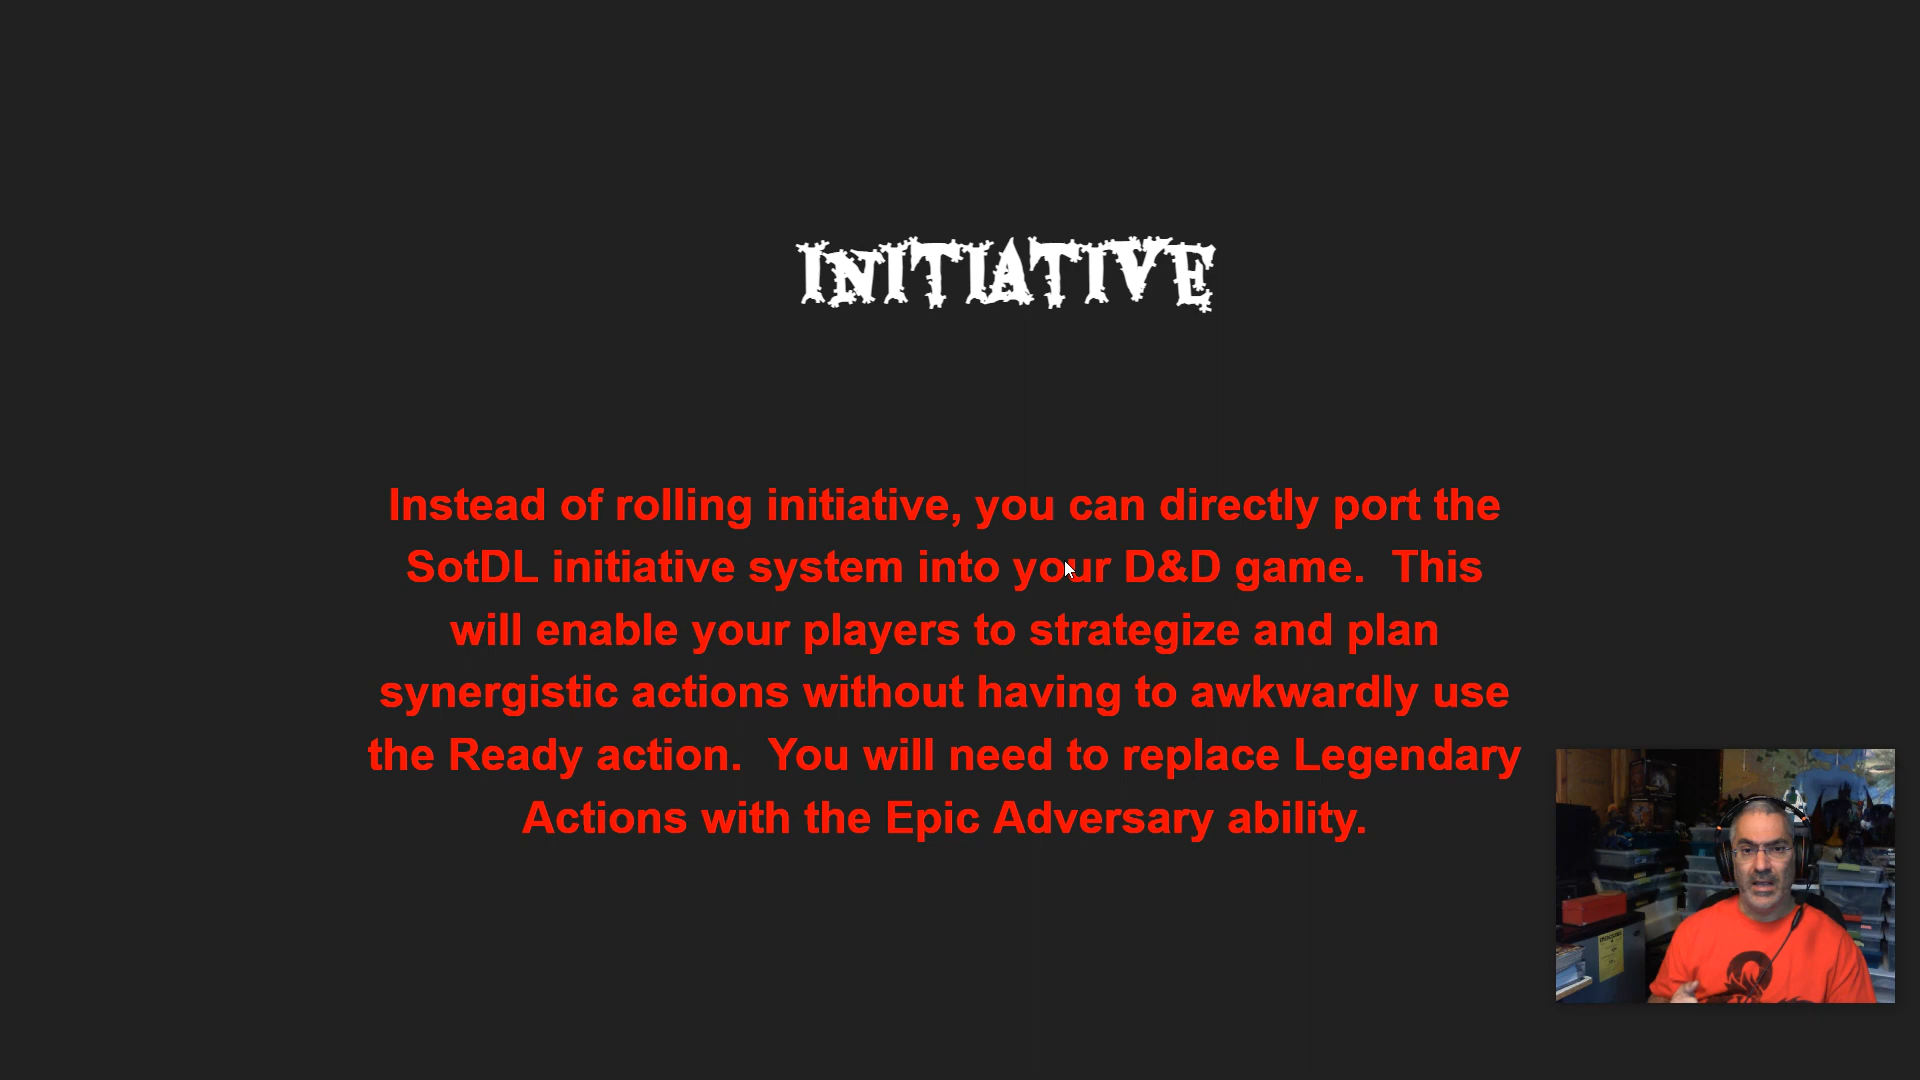 INITIATIVE
Instead of rolling initiative, you can directly port the
SotDL initiative system into your D&D game.  This
will enable your players to strategize and plan
synergistic actions without having to awkwardly use
the Ready action.  You will need to replace Legendary
Actions with the Epic Adversary ability.